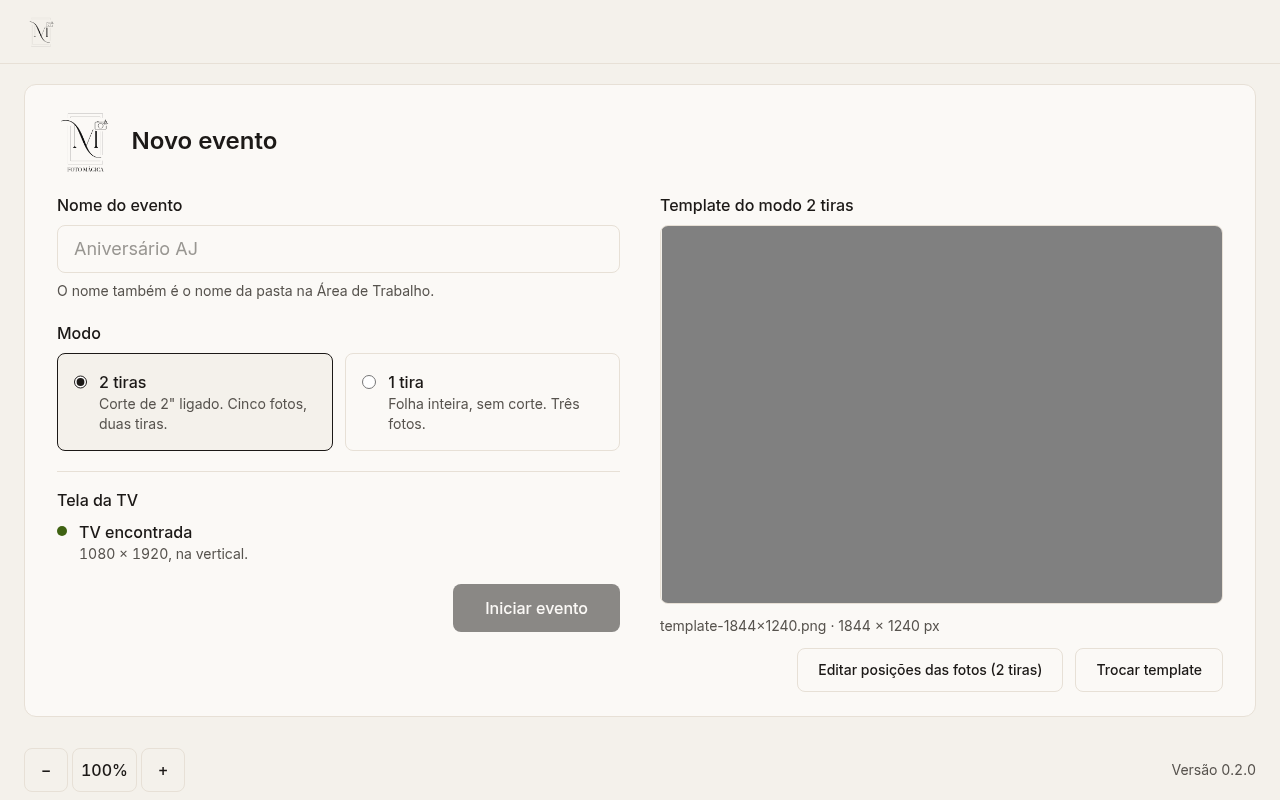 M
FOTO MÁGICA
Novo evento
Nome do evento
Aniversário AJ
O nome também é o nome da pasta na Área de Trabalho.
Modo
2 tiras
Corte de 2" ligado. Cinco fotos,
duas tiras.
1 tira
Folha inteira, sem corte. Três
fotos.
Tela da TV
TV encontrada
1080 × 1920, na vertical.
Iniciar evento
Template do modo 2 tiras
template-1844×1240.png · 1844 × 1240 px
Editar posições das fotos (2 tiras)
Trocar template
− 100% +
Versão 0.2.0